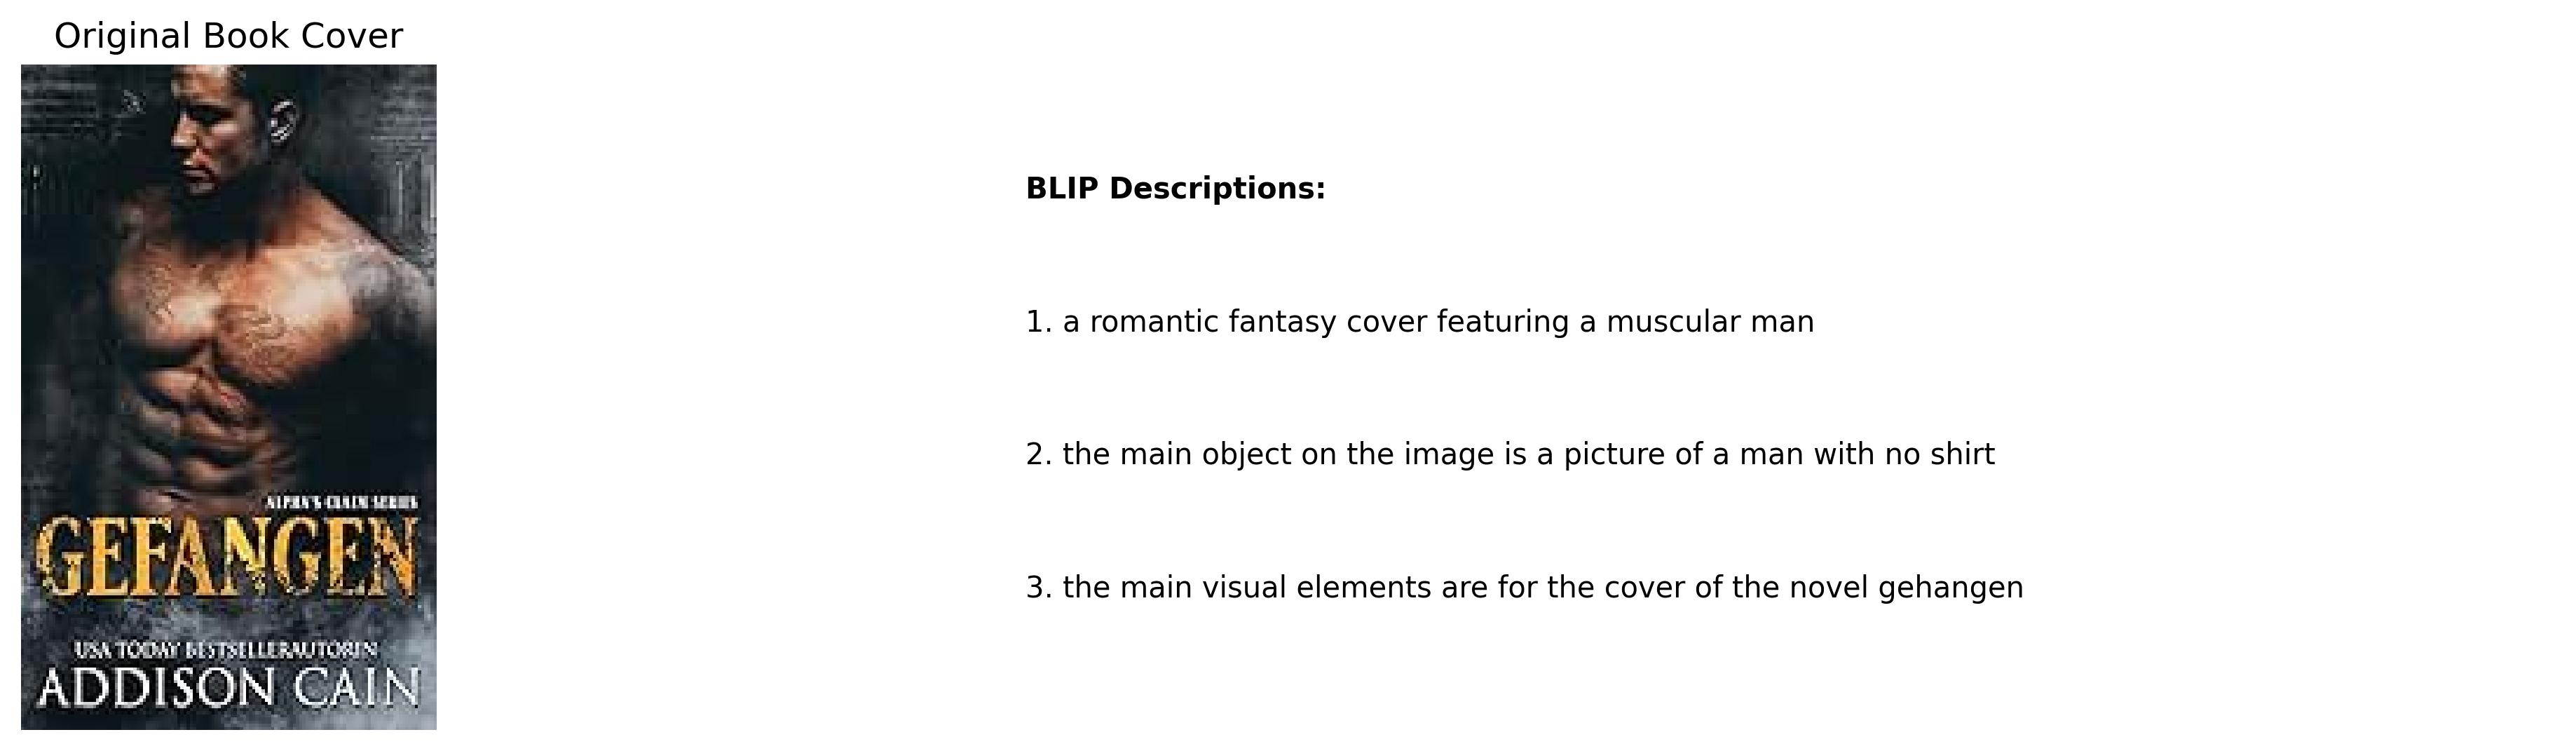 Original Book Cover
ALPHA'S CLAIM SERIES
GEFANGEN
USA TODAY BESTSELLERAUTORIN
ADDISON CAIN
BLIP Descriptions:
1. a romantic fantasy cover featuring a muscular man
2. the main object on the image is a picture of a man with no shirt
3. the main visual elements are for the cover of the novel gehangen